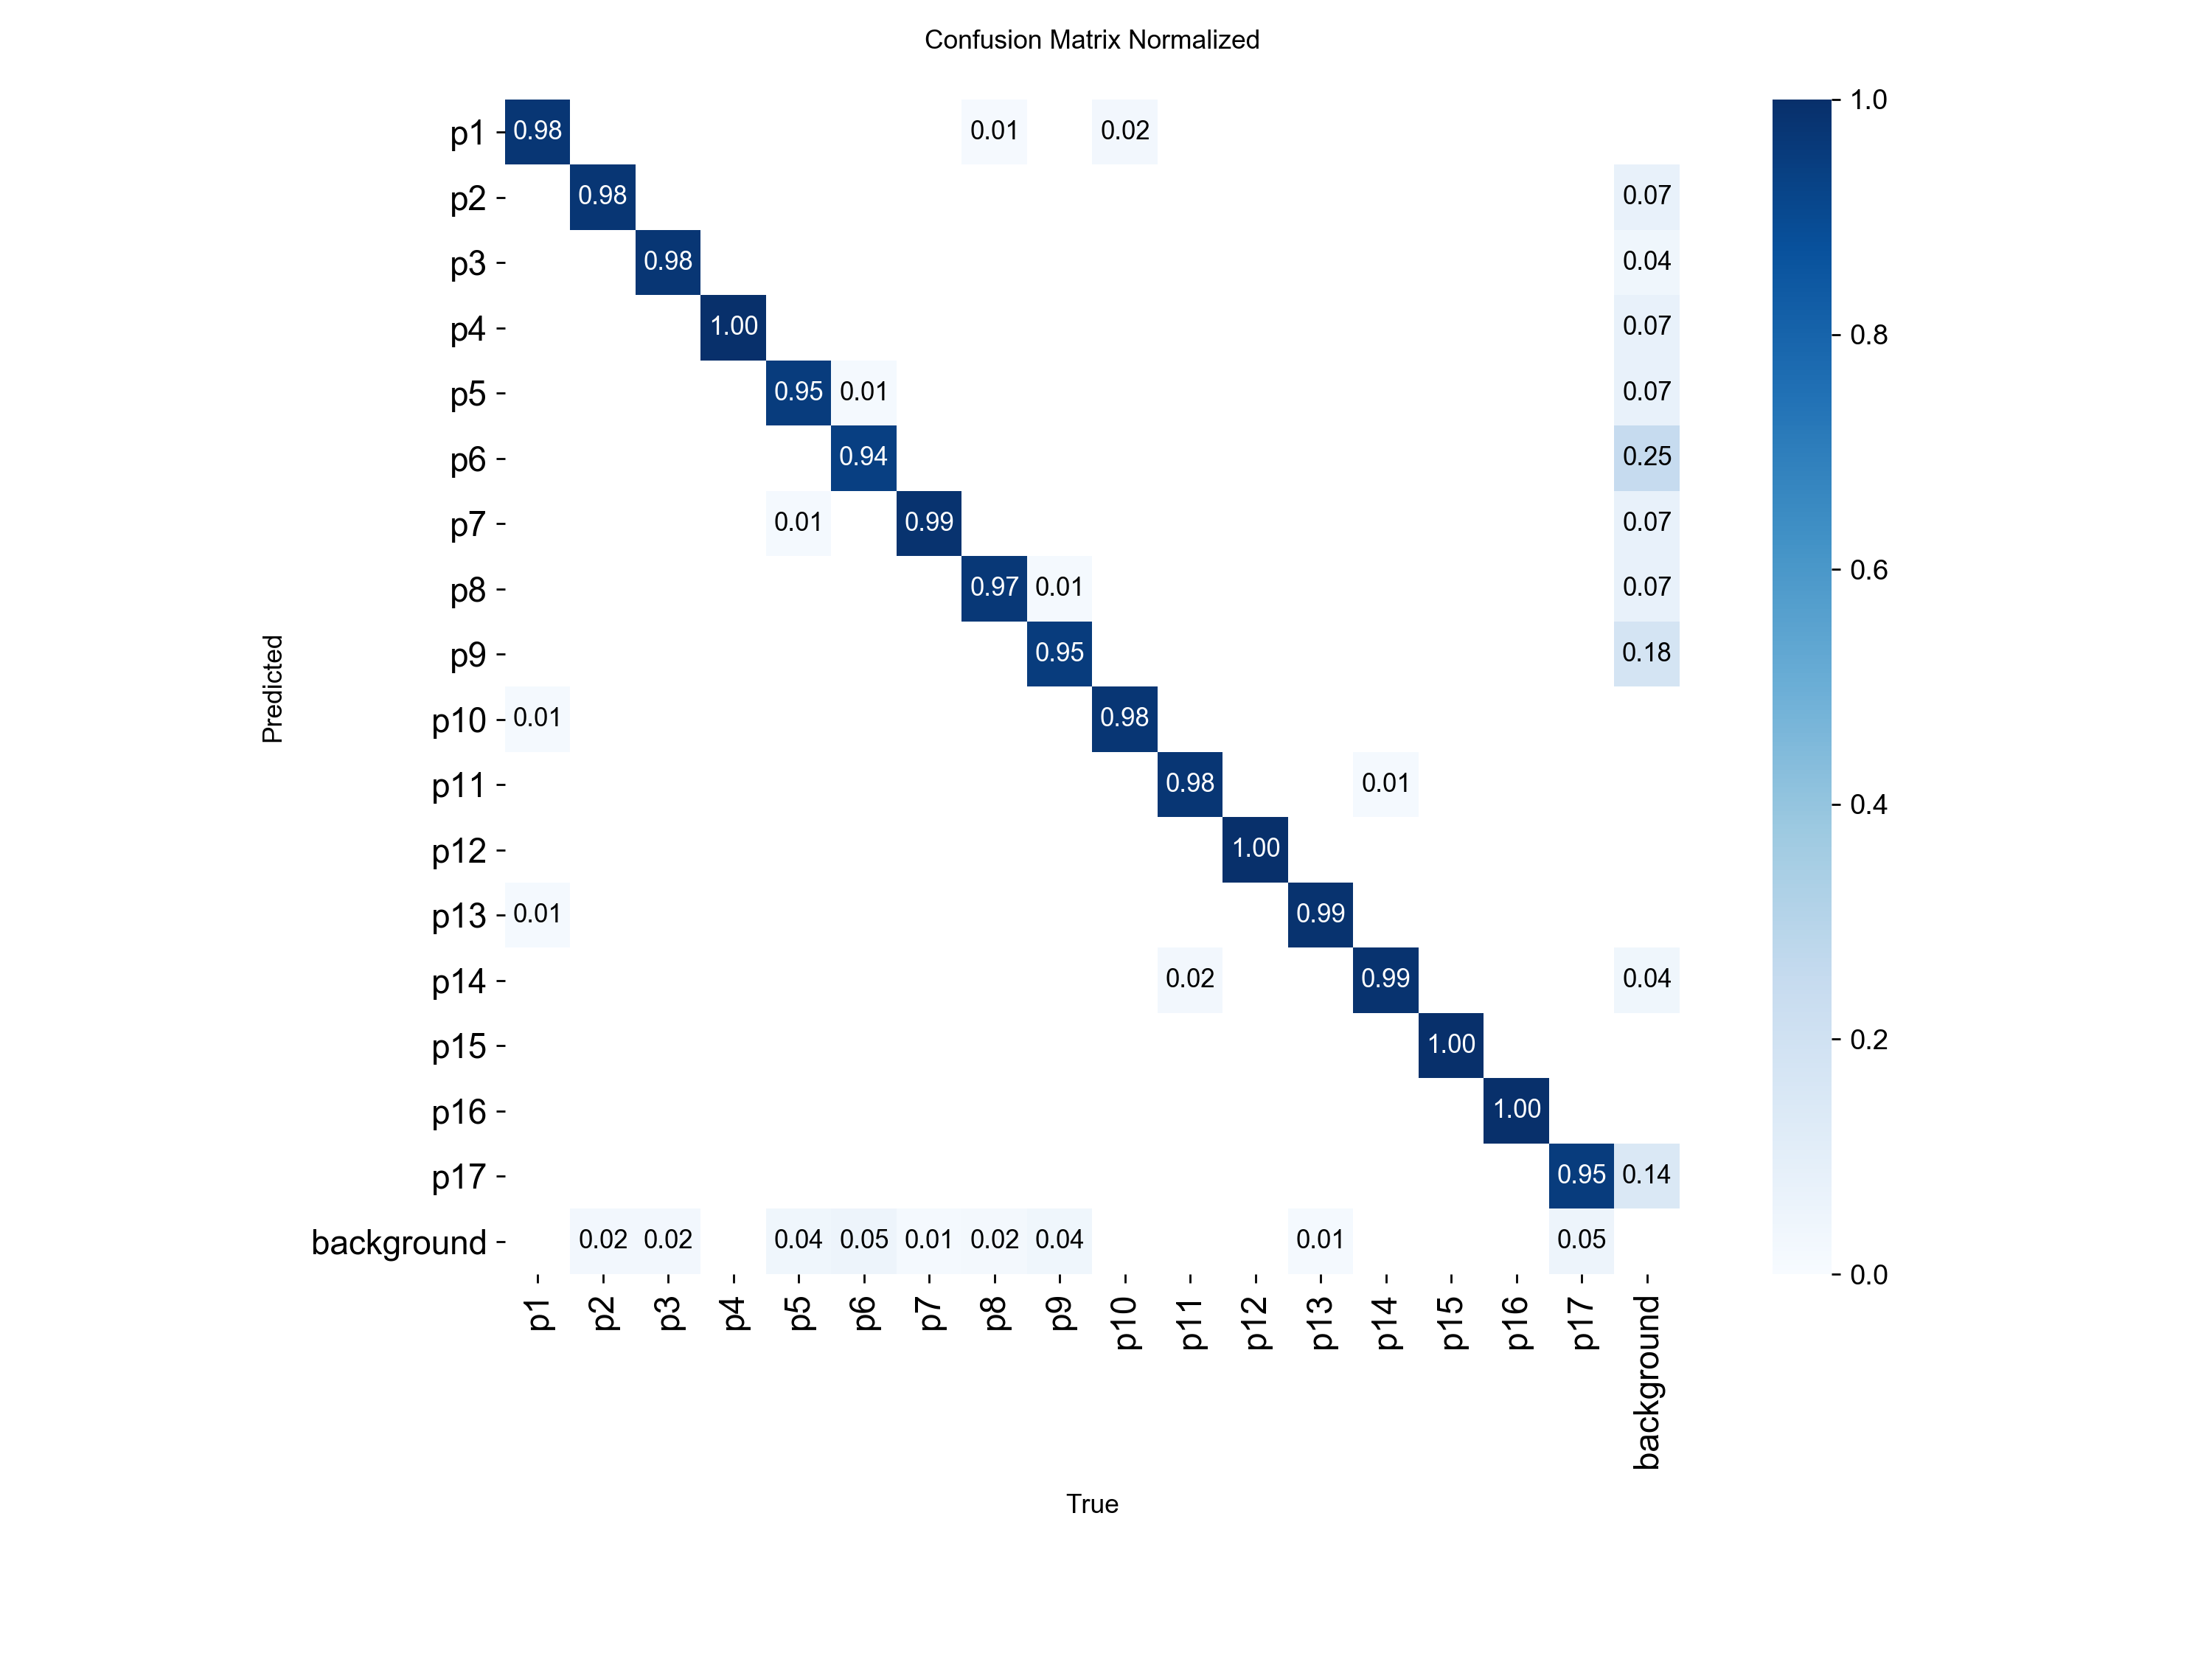 Confusion Matrix Normalized
p1 0.98 0.01 0.02
p2 0.98 0.07
p3 0.98 0.04
p4 1.00 0.07
p5 0.95 0.01 0.07
p6 0.94 0.25
p7 0.01 0.99 0.07
p8 0.97 0.01 0.07
p9 0.95 0.18
p10 0.01 0.98
p11 0.98 0.01
p12 1.00
p13 0.01 0.99
p14 0.02 0.99 0.04
p15 1.00
p16 1.00
p17 0.95 0.14
background 0.02 0.02 0.04 0.05 0.01 0.02 0.04 0.01 0.05
p1 p2 p3 p4 p5 p6 p7 p8 p9 p10 p11 p12 p13 p14 p15 p16 p17 background
True
Predicted
1.0
0.8
0.6
0.4
0.2
0.0